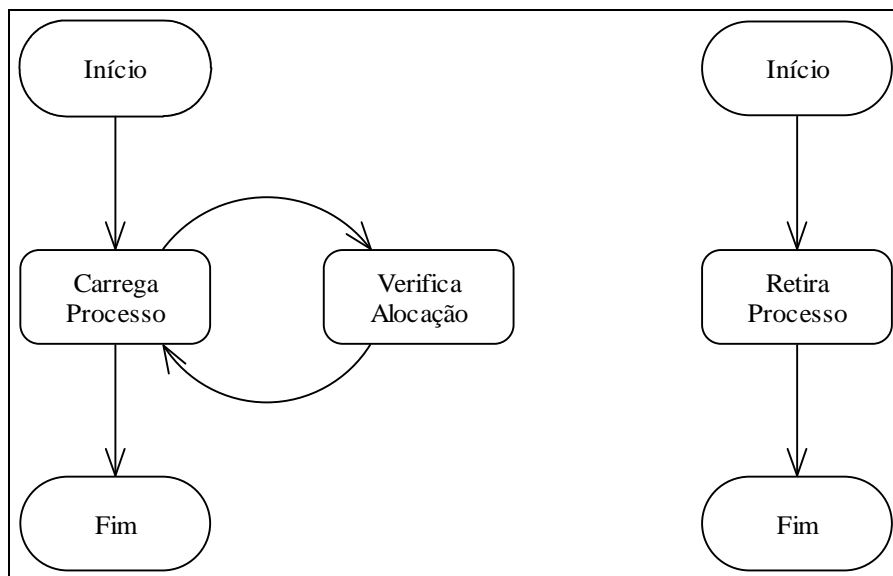 Início
Carrega
Processo
Verifica
Alocação
Fim
Início
Retira
Processo
Fim